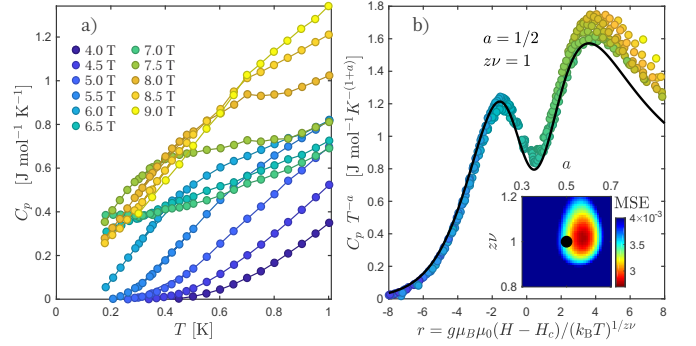 a)
1.4
1.2
1
0.8
0.6
0.4
0.2
0
C_p [J mol⁻¹ K⁻¹]
4.0 T
4.5 T
5.0 T
5.5 T
6.0 T
6.5 T
7.0 T
7.5 T
8.0 T
8.5 T
9.0 T
0 0.2 0.4 0.6 0.8 1
T [K]
b)
1.8
1.6
1.4
1.2
1
0.8
0.6
0.4
0.2
0
C_p T⁻ᵃ [J mol⁻¹K⁻⁽¹⁺ᵃ⁾]
a = 1/2
zν = 1
a
0.3 0.5 0.7
zν
1.2
1
0.8
MSE
4×10⁻³
3.5
3
-8 -6 -4 -2 0 2 4 6 8
r = gμ_Bμ₀(H − H_c)/(k_BT)^{1/zν}